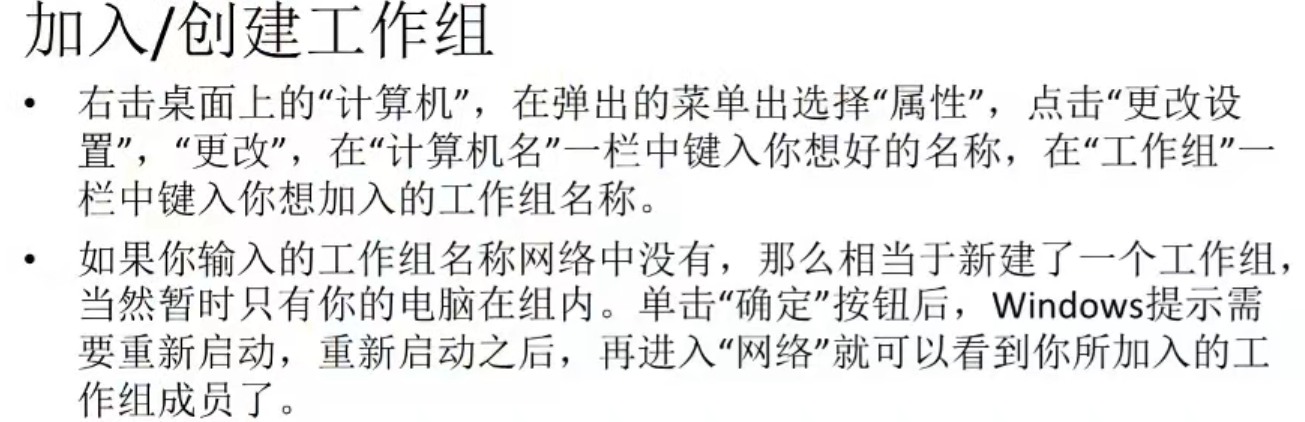 加入/创建工作组
• 右击桌面上的“计算机”，在弹出的菜单出选择“属性”，点击“更改设
置”，“更改”，在“计算机名”一栏中键入你想好的名称，在“工作组”一
栏中键入你想加入的工作组名称。
• 如果你输入的工作组名称网络中没有，那么相当于新建了一个工作组，
当然暂时只有你的电脑在组内。单击“确定”按钮后，Windows提示需
要重新启动，重新启动之后，再进入“网络”就可以看到你所加入的工
作组成员了。